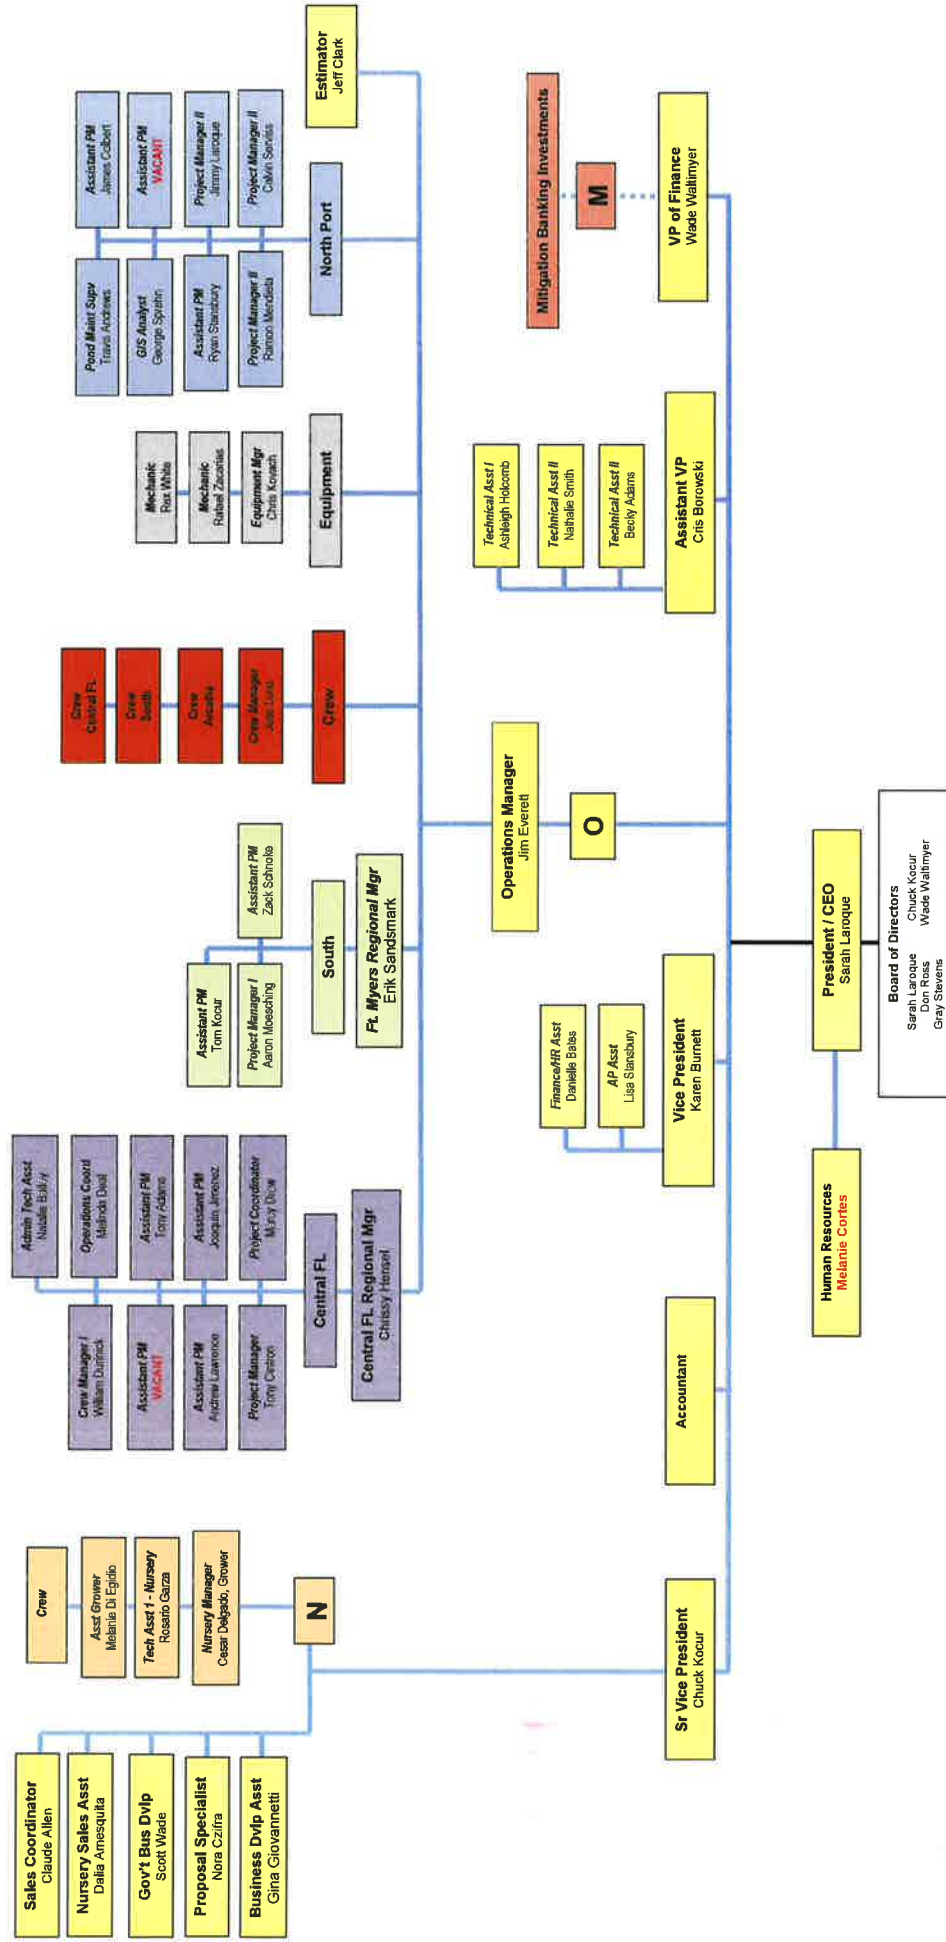 Sales Coordinator
Claude Allen
Nursery Sales Asst
Dalia Amesquita
Gov't Bus Dvlp
Scott Wade
Proposal Specialist
Nora Czifra
Business Dvlp Asst
Gina Giovannetti
Crew
Asst Grower
Melanie Di Egidio
Tech Asst 1 - Nursery
Rosario Garza
Nursery Manager
Cesar Delgado, Grower
N
Sr Vice President
Chuck Kocur
Admin Tech Asst
Natalie Bailey
Crew Manager I
William Durinick
Operations Coord
Melinda Deal
Assistant PM
VACANT
Assistant PM
Tony Adams
Assistant PM
Andrew Lawrence
Assistant PM
Joaquin Jimenez
Project Manager
Tony Cintron
Project Coordinator
Drew
Central FL
Central FL Regional Mgr
Chrissy Hensel
Assistant PM
Tom Kocur
Project Manager I
Aaron Moesching
Assistant PM
Zack Schnoke
South
Ft. Myers Regional Mgr
Erik Sandsmark
Crew
Central FL
Crew
South
Crew
Arcadia
Crew Manager
Jose Luna
Crew
Mechanic
Rex White
Mechanic
Rafael Zacarias
Equipment Mgr
Chris Kovach
Equipment
Pond Maint Supv
Travis Andrews
Assistant PM
James Colbert
GIS Analyst
George Sprehn
Assistant PM
VACANT
Assistant PM
Ryan Stansbury
Project Manager II
Jimmy Laroque
Project Manager II
Ramon Mendieta
Project Manager II
Calvin Serviss
North Port
Estimator
Jeff Clark
Operations Manager
Jim Everett
O
Mitigation Banking Investments
M
Accountant
Finance/HR Asst
Danielle Bates
AP Asst
Lisa Stansbury
Vice President
Karen Burnett
Technical Asst I
Ashleigh Holcomb
Technical Asst II
Nathalie Smith
Technical Asst II
Becky Adams
Assistant VP
Cris Borowski
VP of Finance
Wade Waltimyer
Human Resources
Melanie Cortes
President / CEO
Sarah Laroque
Board of Directors
Sarah Laroque Chuck Kocur
Don Ross Wade Waltimyer
Gray Stevens